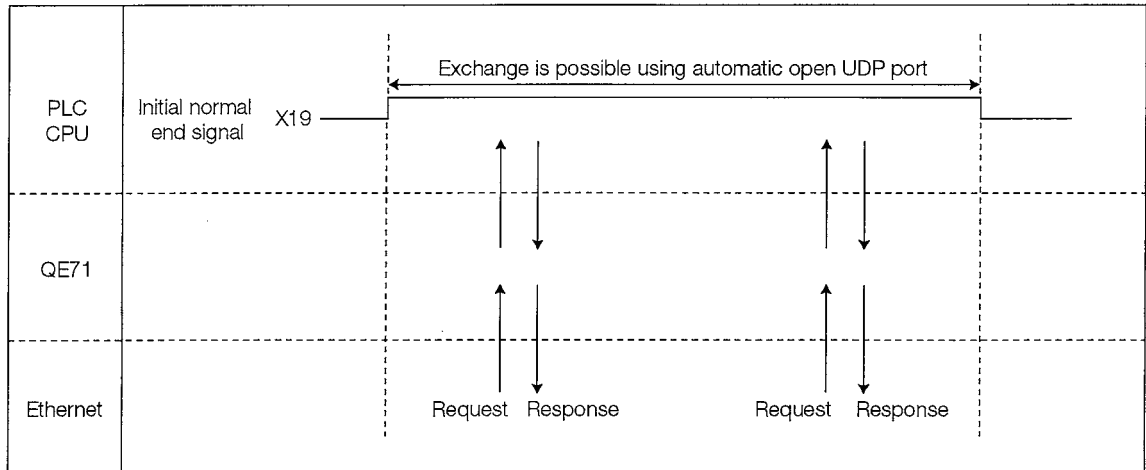 Exchange is possible using automatic open UDP port
PLC
CPU
Initial normal
end signal
X19
QE71
Ethernet
Request
Response
Request
Response